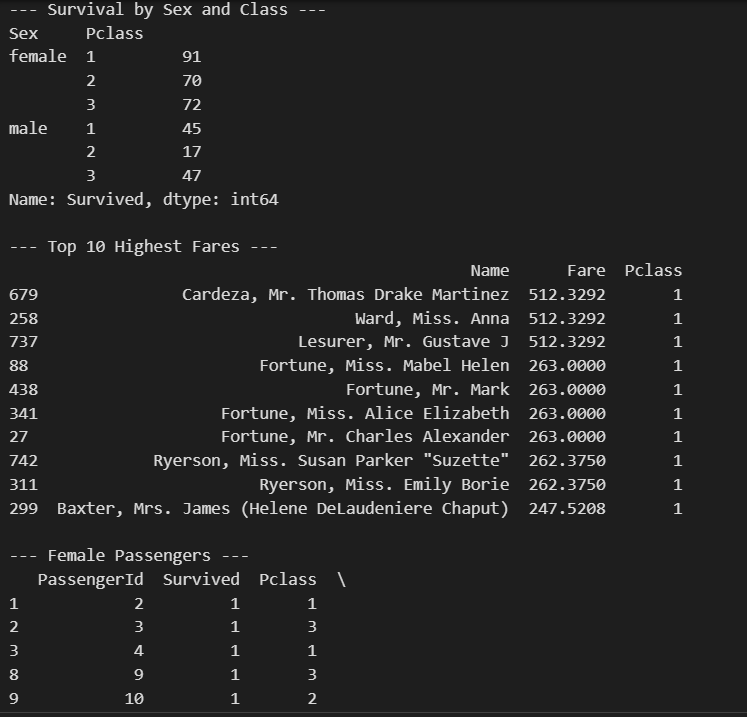 --- Survival by Sex and Class ---
Sex     Pclass
female  1         91
        2         70
        3         72
male    1         45
        2         17
        3         47
Name: Survived, dtype: int64
--- Top 10 Highest Fares ---
                                                Name      Fare  Pclass
679               Cardeza, Mr. Thomas Drake Martinez  512.3292       1
258                                 Ward, Miss. Anna  512.3292       1
737                           Lesurer, Mr. Gustave J  512.3292       1
88                        Fortune, Miss. Mabel Helen  263.0000       1
438                                Fortune, Mr. Mark  263.0000       1
341                   Fortune, Miss. Alice Elizabeth  263.0000       1
27                    Fortune, Mr. Charles Alexander  263.0000       1
742            Ryerson, Miss. Susan Parker "Suzette"  262.3750       1
311                       Ryerson, Miss. Emily Borie  262.3750       1
299  Baxter, Mrs. James (Helene DeLaudeniere Chaput)  247.5208       1
--- Female Passengers ---
   PassengerId  Survived  Pclass  \
1            2         1       1
2            3         1       3
3            4         1       1
8            9         1       3
9           10         1       2